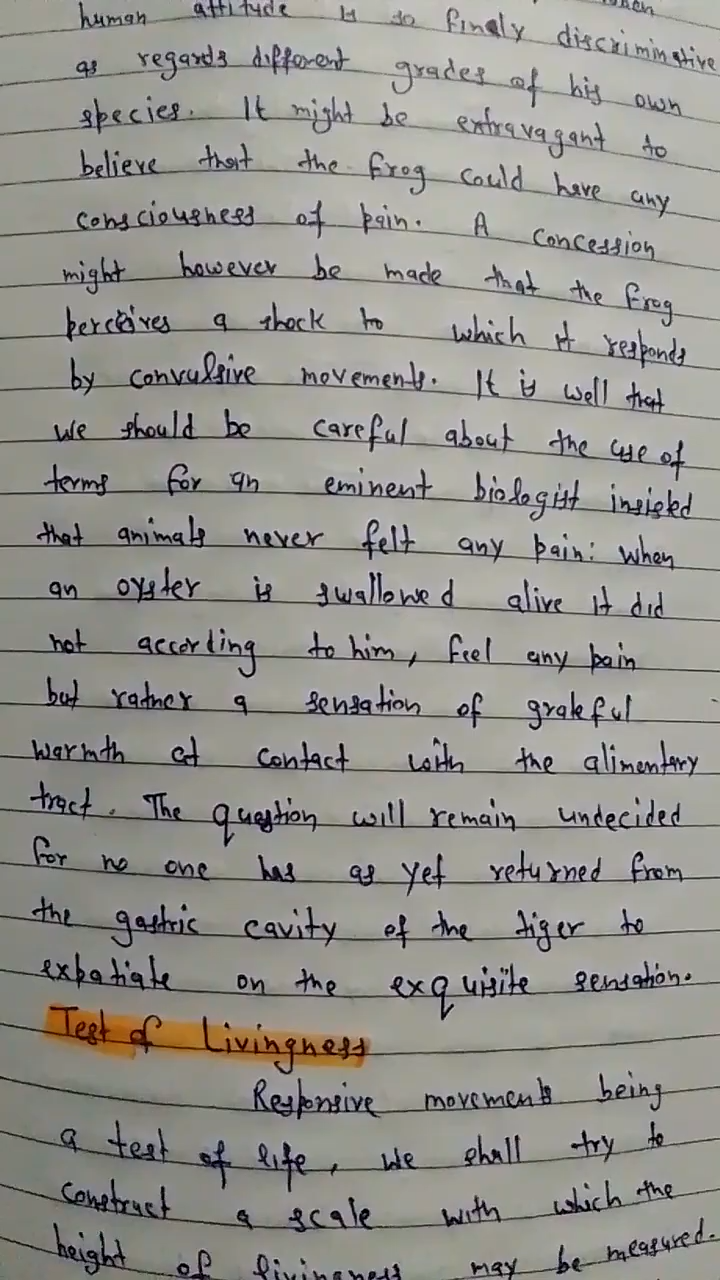 human attitude is so finely discriminative
as regards different grades of his own
species. It might be extravagant to
believe that the frog could have any
consciousness of pain. A concession
might however be made that the frog
perceives a shock to which it responds
by convulsive movements. It is well that
we should be careful about the use of
terms for an eminent biologist insisted
that animals never felt any pain: when
an oyster is swallowed alive it did
not according to him, feel any pain
but rather a sensation of grateful
warmth at contact with the alimentary
tract. The question will remain undecided
for no one has as yet returned from
the gastric cavity of the tiger to
expatiate on the exquisite sensation.
Test of Livingness
Responsive movements being
a test of life, we shall try to
construct a scale with which the
height of livingness may be measured.